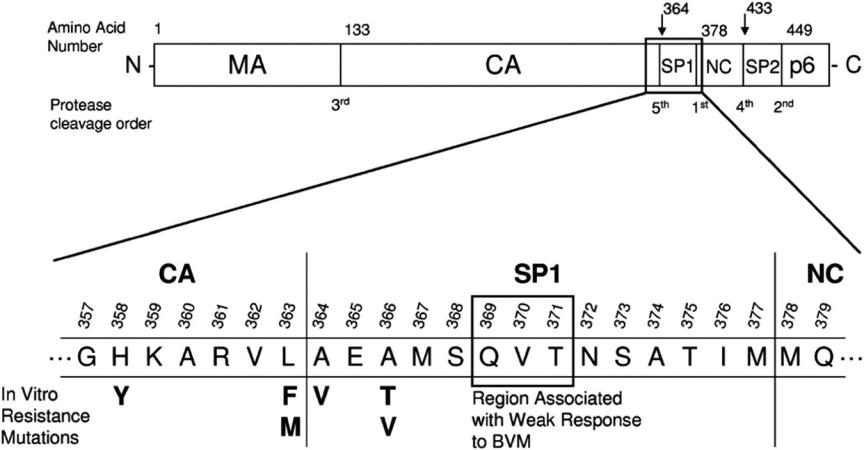 Amino Acid Number 1 133 364 378 433 449
N - MA CA SP1 NC SP2 p6 - C
Protease cleavage order 3rd 5th 1st 4th 2nd
CA SP1 NC
357 358 359 360 361 362 363 364 365 366 367 368 369 370 371 372 373 374 375 376 377 378 379
... G H K A R V L A E A M S Q V T N S A T I M M Q ...
In Vitro Y F V T
Resistance M V
Mutations
Region Associated
with Weak Response
to BVM